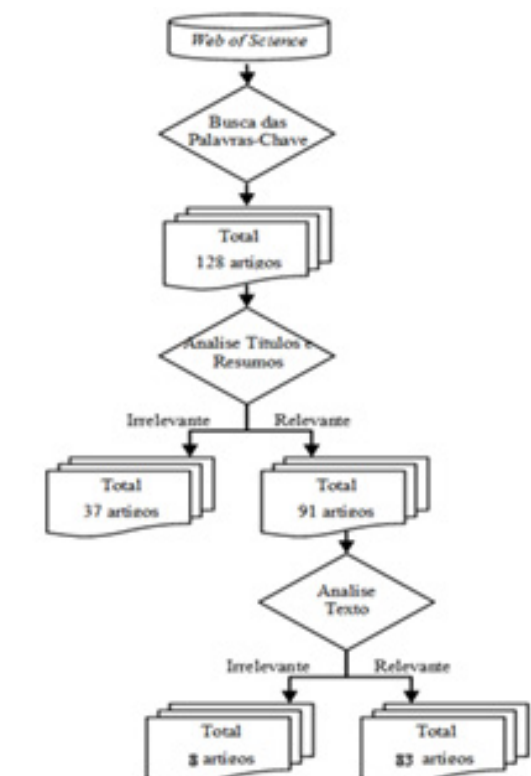 Web of Science
Busca das
Palavras-Chave
Total
128 artigos
Analise Titulos e
Resumos
Irrelevante
Relevante
Total
37 artigos
Total
91 artigos
Analise
Texto
Irrelevante
Relevante
Total
8 artigos
Total
83 artigos